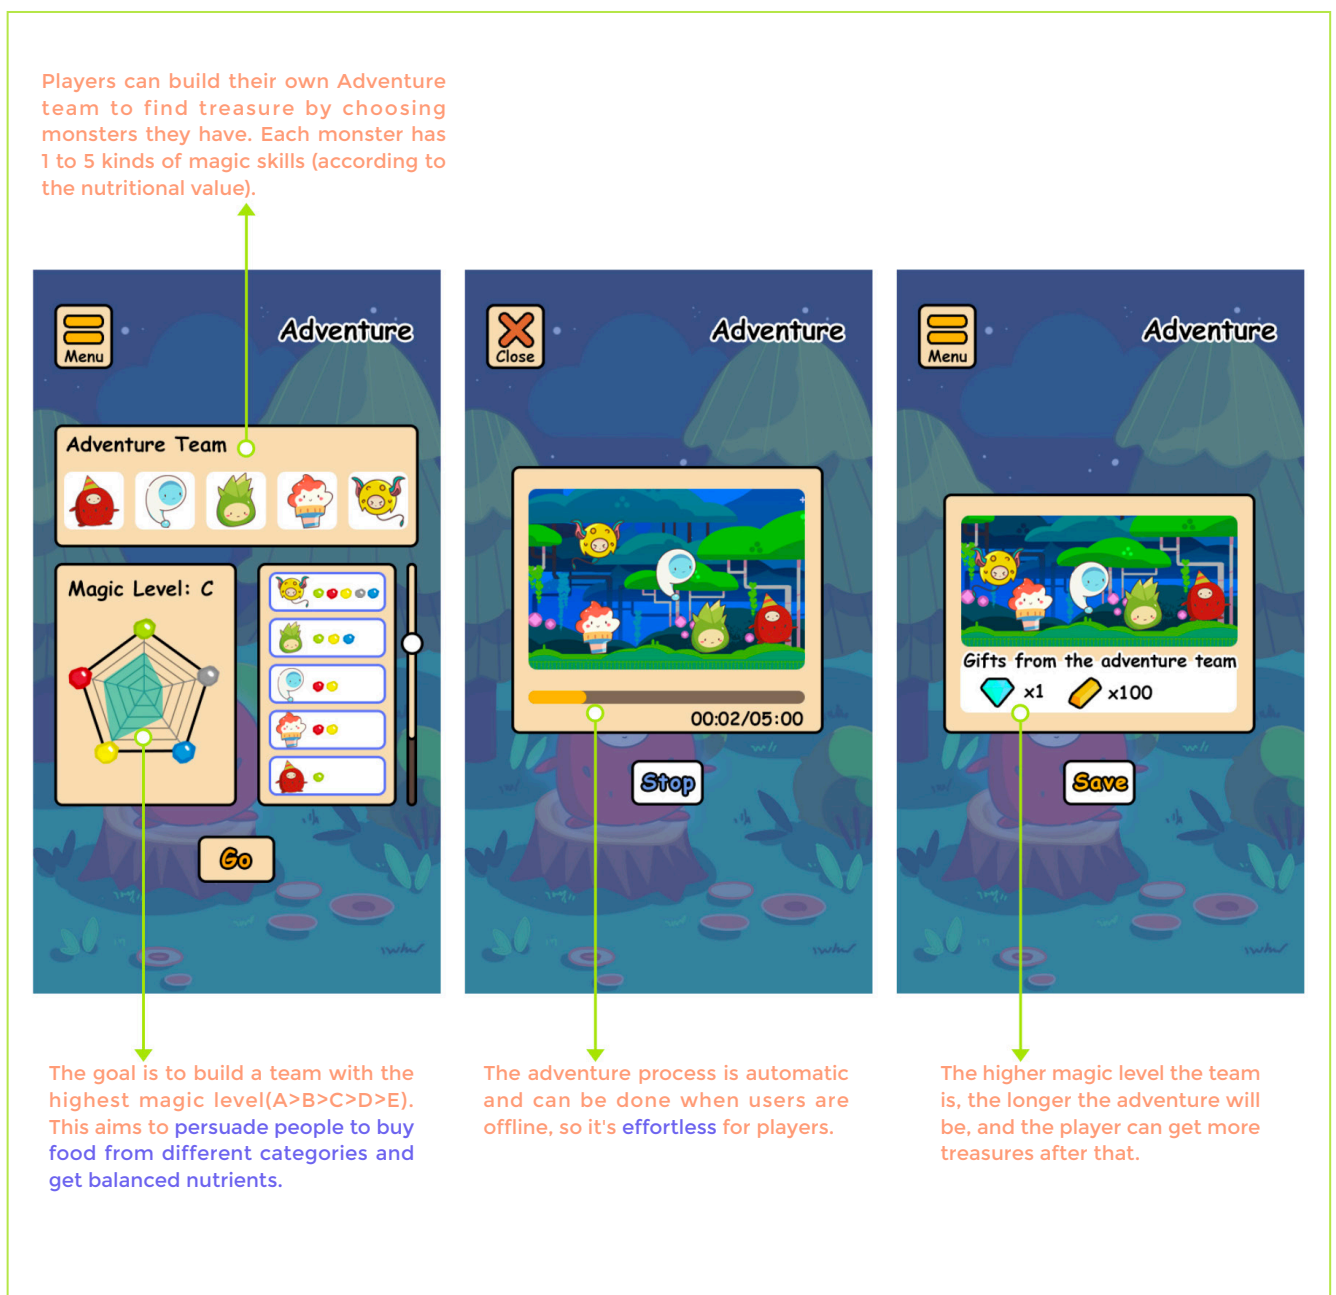 Players can build their own Adventure
team to find treasure by choosing
monsters they have. Each monster has
1 to 5 kinds of magic skills (according to
the nutritional value).
Menu
Adventure
Adventure Team
Magic Level: C
Go
Close
Adventure
00:02/05:00
Stop
Menu
Adventure
Gifts from the adventure team
x1
x100
Save
The goal is to build a team with the
highest magic level(A>B>C>D>E).
This aims to persuade people to buy
food from different categories and
get balanced nutrients.
The adventure process is automatic
and can be done when users are
offline, so it's effortless for players.
The higher magic level the team
is, the longer the adventure will
be, and the player can get more
treasures after that.